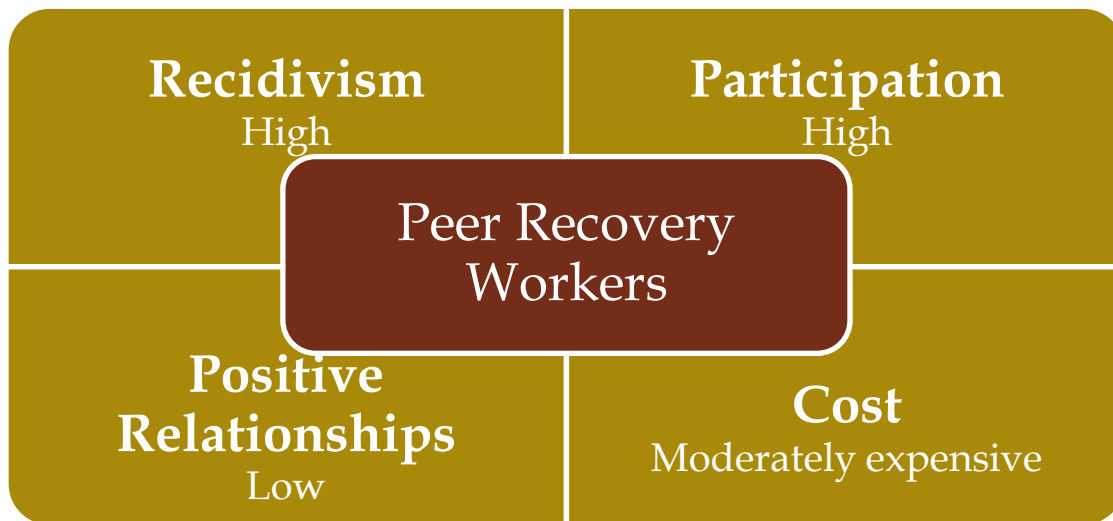 Recidivism
High
Participation
High
Peer Recovery
Workers
Positive
Relationships
Low
Cost
Moderately expensive